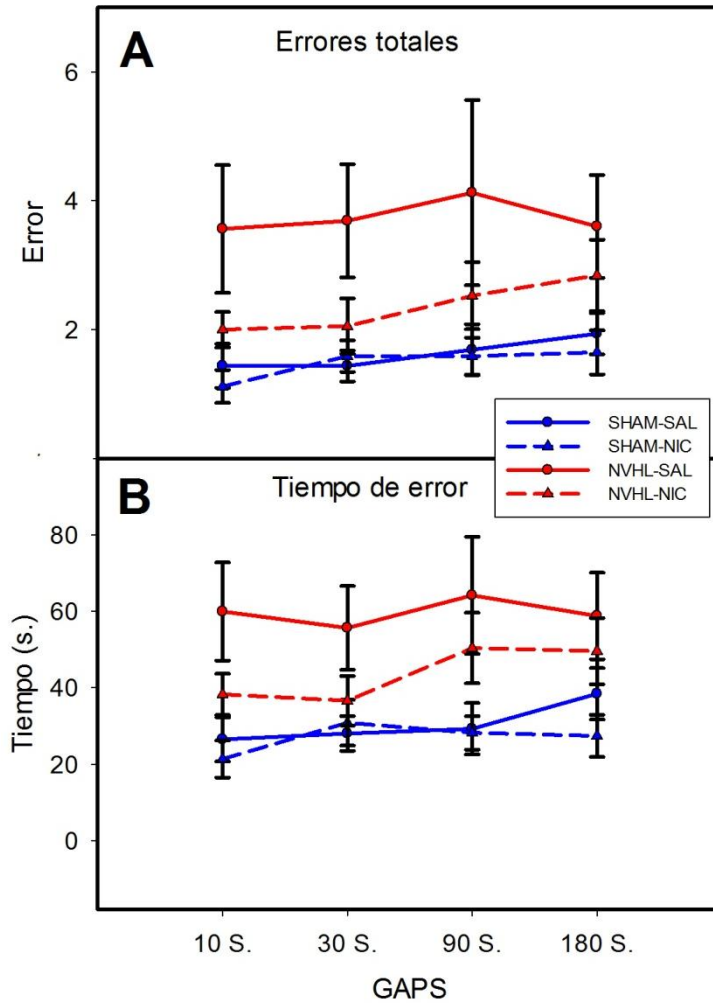 A
Errores totales
6
4
2
Error
SHAM-SAL
SHAM-NIC
NVHL-SAL
NVHL-NIC
B
Tiempo de error
80
60
40
20
0
Tiempo (s.)
10 S.
30 S.
90 S.
180 S.
GAPS